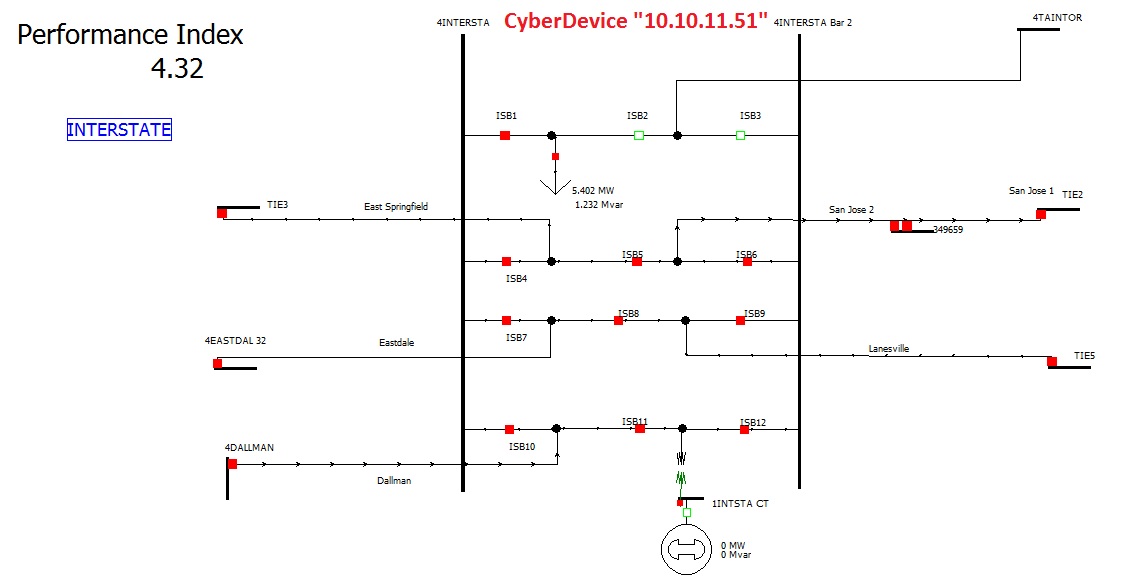 4INTERSTA
CyberDevice "10.10.11.51"
4INTERSTA Bar 2
4TAINTOR
Performance Index
4.32
INTERSTATE
ISB1
ISB2
ISB3
5.402 MW
1.232 Mvar
TIE3
East Springfield
San Jose 2
San Jose 1
TIE2
349659
ISB4
ISB5
ISB6
ISB7
ISB8
ISB9
4EASTDAL 32
Eastdale
Lanesville
TIE5
ISB10
ISB11
ISB12
4DALLMAN
Dallman
1INTSTA CT
0 MW
0 Mvar